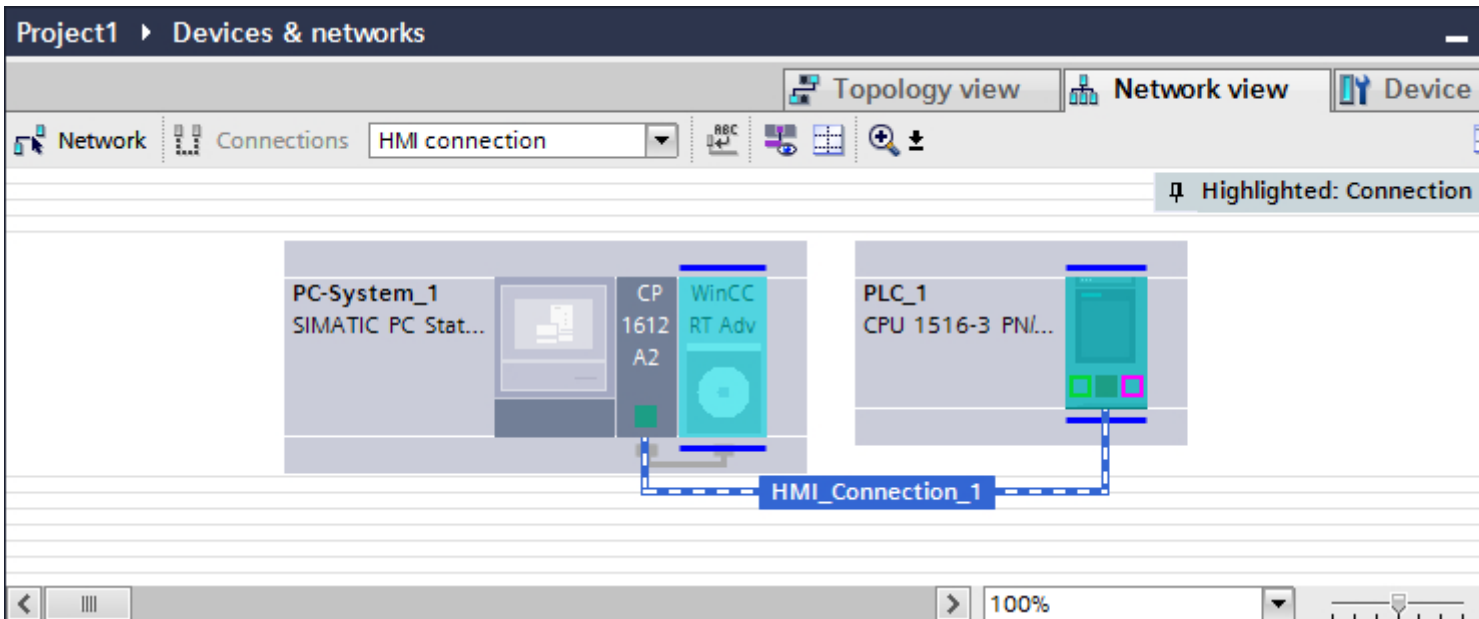 Project1 ▸ Devices & networks
Topology view
Network view
Device
Network
Connections
HMI connection
ABC
Highlighted: Connection
PC-System_1
SIMATIC PC Stat...
CP
1612
A2
WinCC
RT Adv
PLC_1
CPU 1516-3 PN/...
HMI_Connection_1
100%